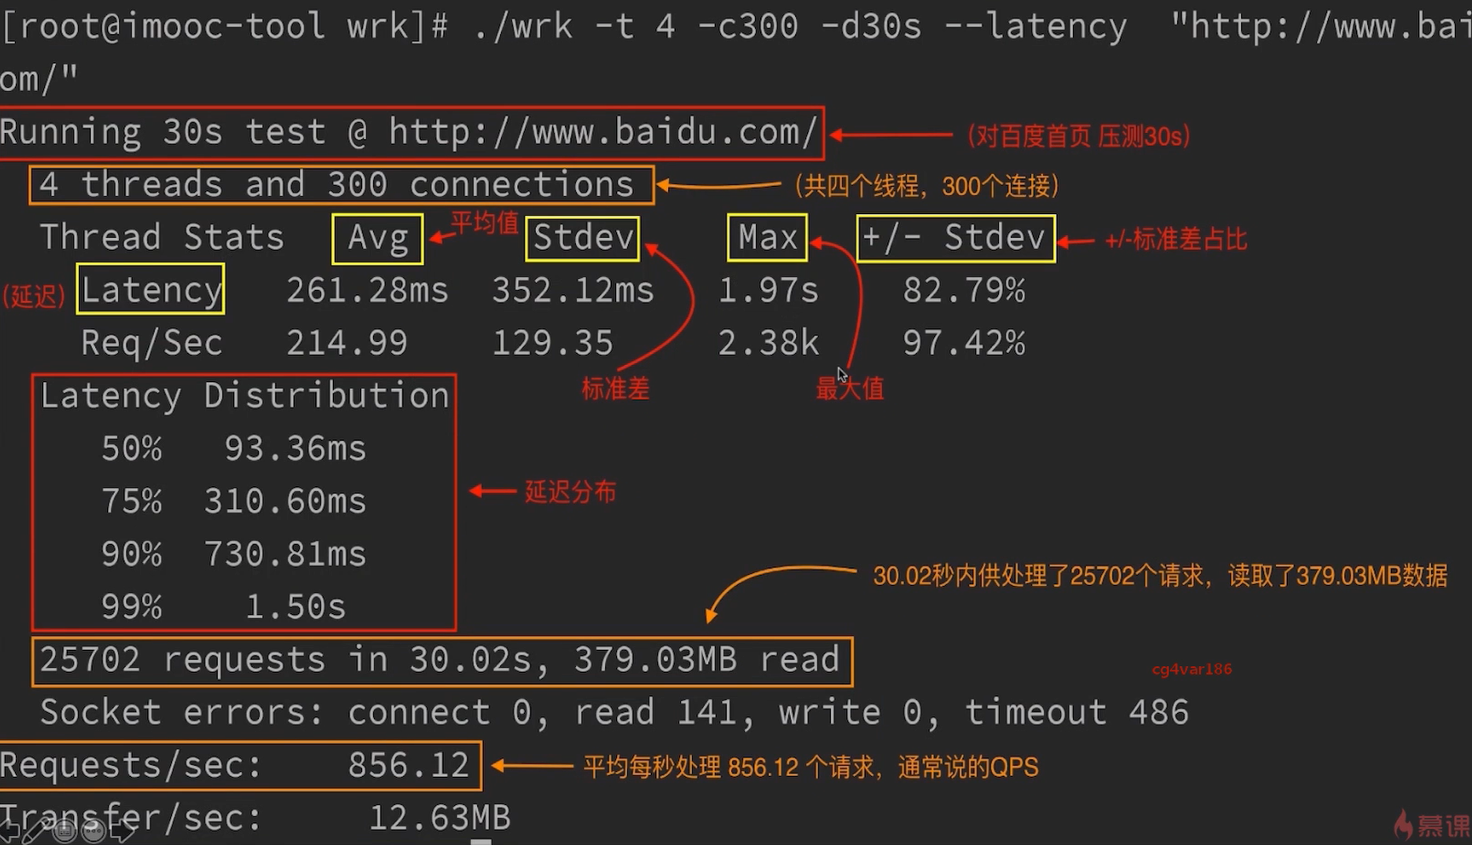 [root@imooc-tool wrk]# ./wrk -t 4 -c300 -d30s --latency "http://www.bai
om/"
Running 30s test @ http://www.baidu.com/ (对百度首页 压测30s)
4 threads and 300 connections (共四个线程，300个连接)
平均值
Thread Stats Avg Stdev Max +/- Stdev +/-标准差占比
(延迟) Latency 261.28ms 352.12ms 1.97s 82.79%
Req/Sec 214.99 129.35 2.38k 97.42%
标准差 最大值
Latency Distribution
50% 93.36ms
75% 310.60ms 延迟分布
90% 730.81ms
30.02秒内供处理了25702个请求，读取了379.03MB数据
99% 1.50s
25702 requests in 30.02s, 379.03MB read
cg4var186
Socket errors: connect 0, read 141, write 0, timeout 486
Requests/sec: 856.12 平均每秒处理 856.12 个请求，通常说的QPS
Transfer/sec: 12.63MB
慕课